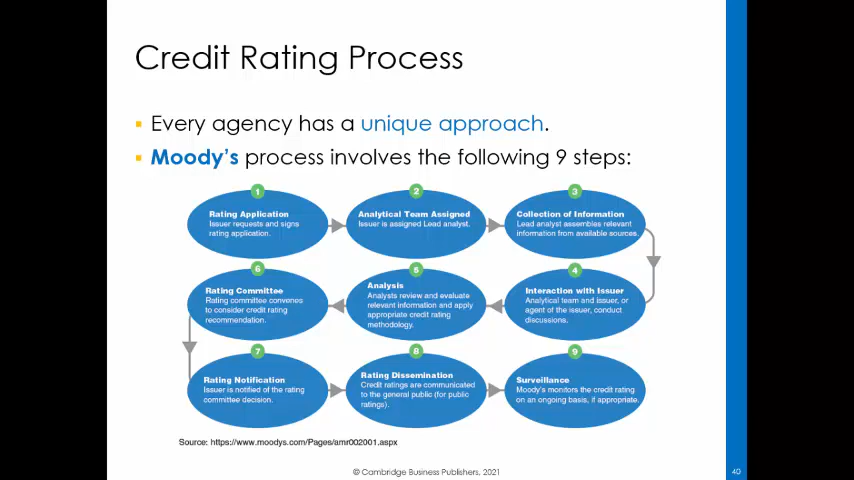 Credit Rating Process
Every agency has a unique approach.
Moody's process involves the following 9 steps:
1
Rating Application
Issuer requests and signs
rating application.
2
Analytical Team Assigned
Issuer is assigned Lead analyst.
3
Collection of Information
Lead analyst assembles relevant
information from available sources.
4
Interaction with Issuer
Analytical team and issuer, or
agent of the issuer, conduct
discussions.
5
Analysis
Analysts review and evaluate
relevant information and apply
appropriate credit rating
methodology.
6
Rating Committee
Rating committee convenes
to consider credit rating
recommendation.
7
Rating Notification
Issuer is notified of the rating
committee decision.
8
Rating Dissemination
Credit ratings are communicated
to the general public (for public
ratings).
9
Surveillance
Moody's monitors the credit rating
on an ongoing basis, if appropriate.
Source: https://www.moodys.com/Pages/amr002001.aspx
© Cambridge Business Publishers, 2021
40